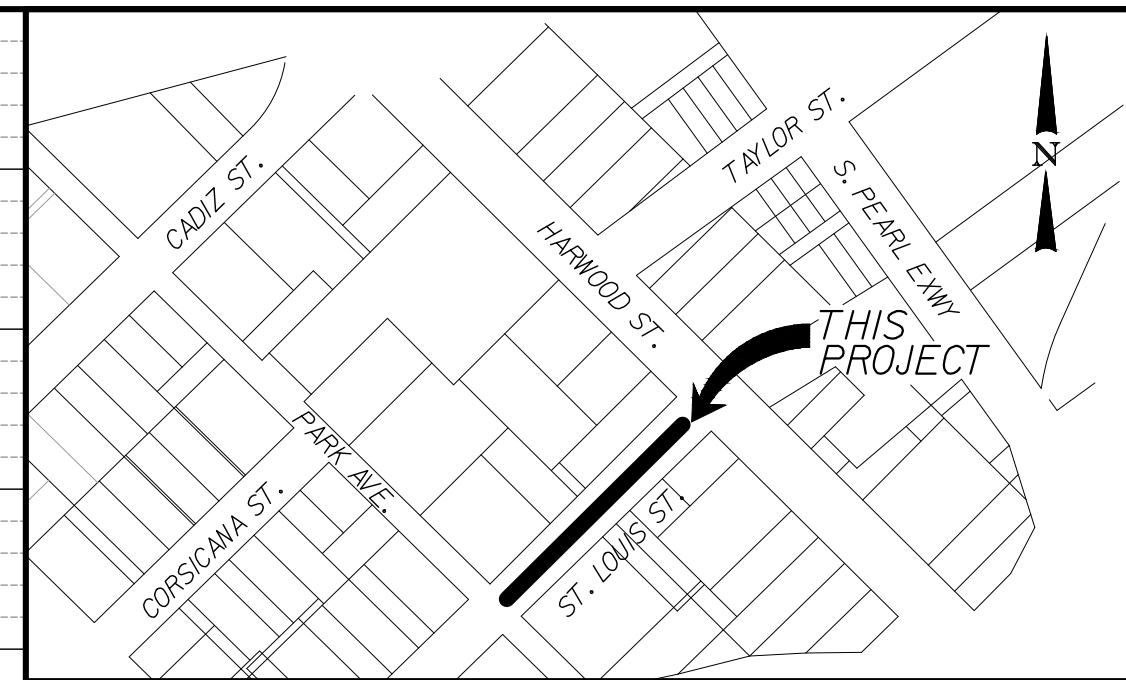 TAYLOR ST.
N
CADIZ ST.
S. PEARL EXWY
HARWOOD ST.
THIS
PROJECT
PARK AVE.
CORSICANA ST.
ST. LOUIS ST.